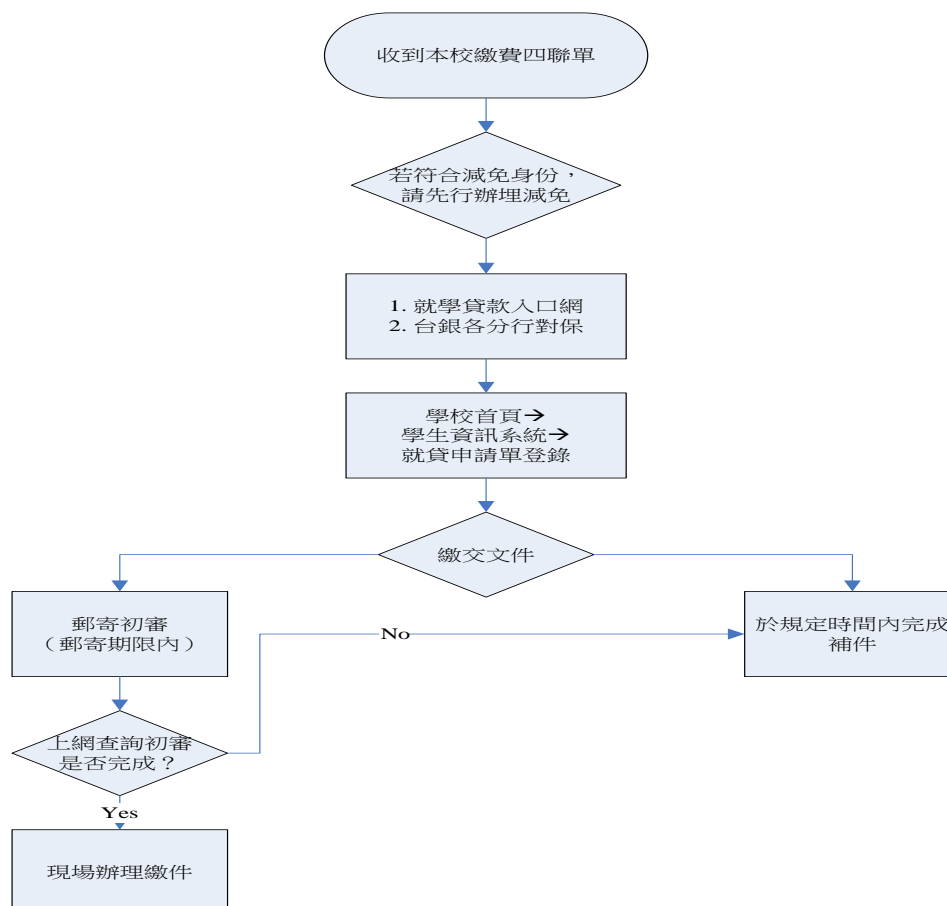 收到本校繳費四聯單
若符合減免身份，
請先行辦埋減免
1. 就學貸款入口網
2. 台銀各分行對保
學校首頁→
學生資訊系統→
就貸申請單登錄
繳交文件
郵寄初審
（郵寄期限內）
No
於規定時間內完成
補件
上網查詢初審
是否完成？
Yes
現場辦理繳件